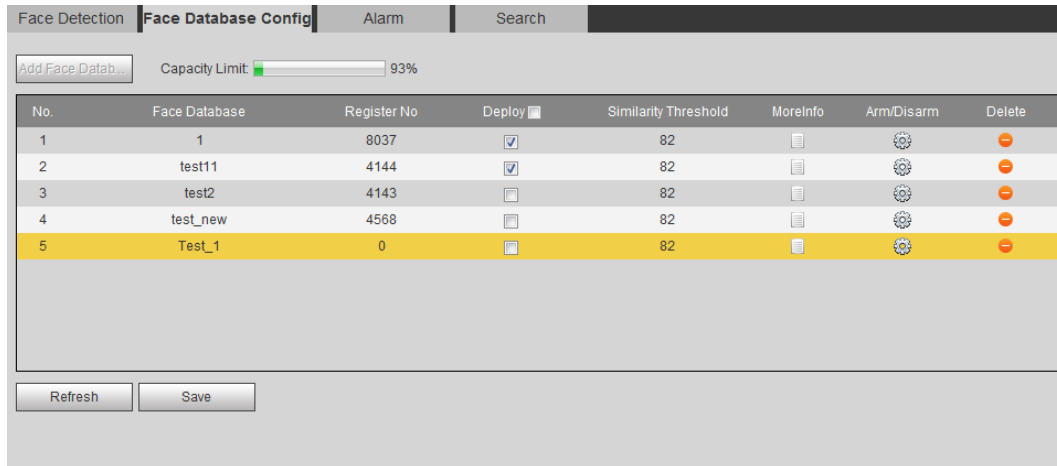 Face Detection Face Database Config Alarm Search
Add Face Datab... Capacity Limit: 93%
No. Face Database Register No Deploy Similarity Threshold MoreInfo Arm/Disarm Delete
1 1 8037 82
2 test11 4144 82
3 test2 4143 82
4 test_new 4568 82
5 Test_1 0 82
Refresh Save